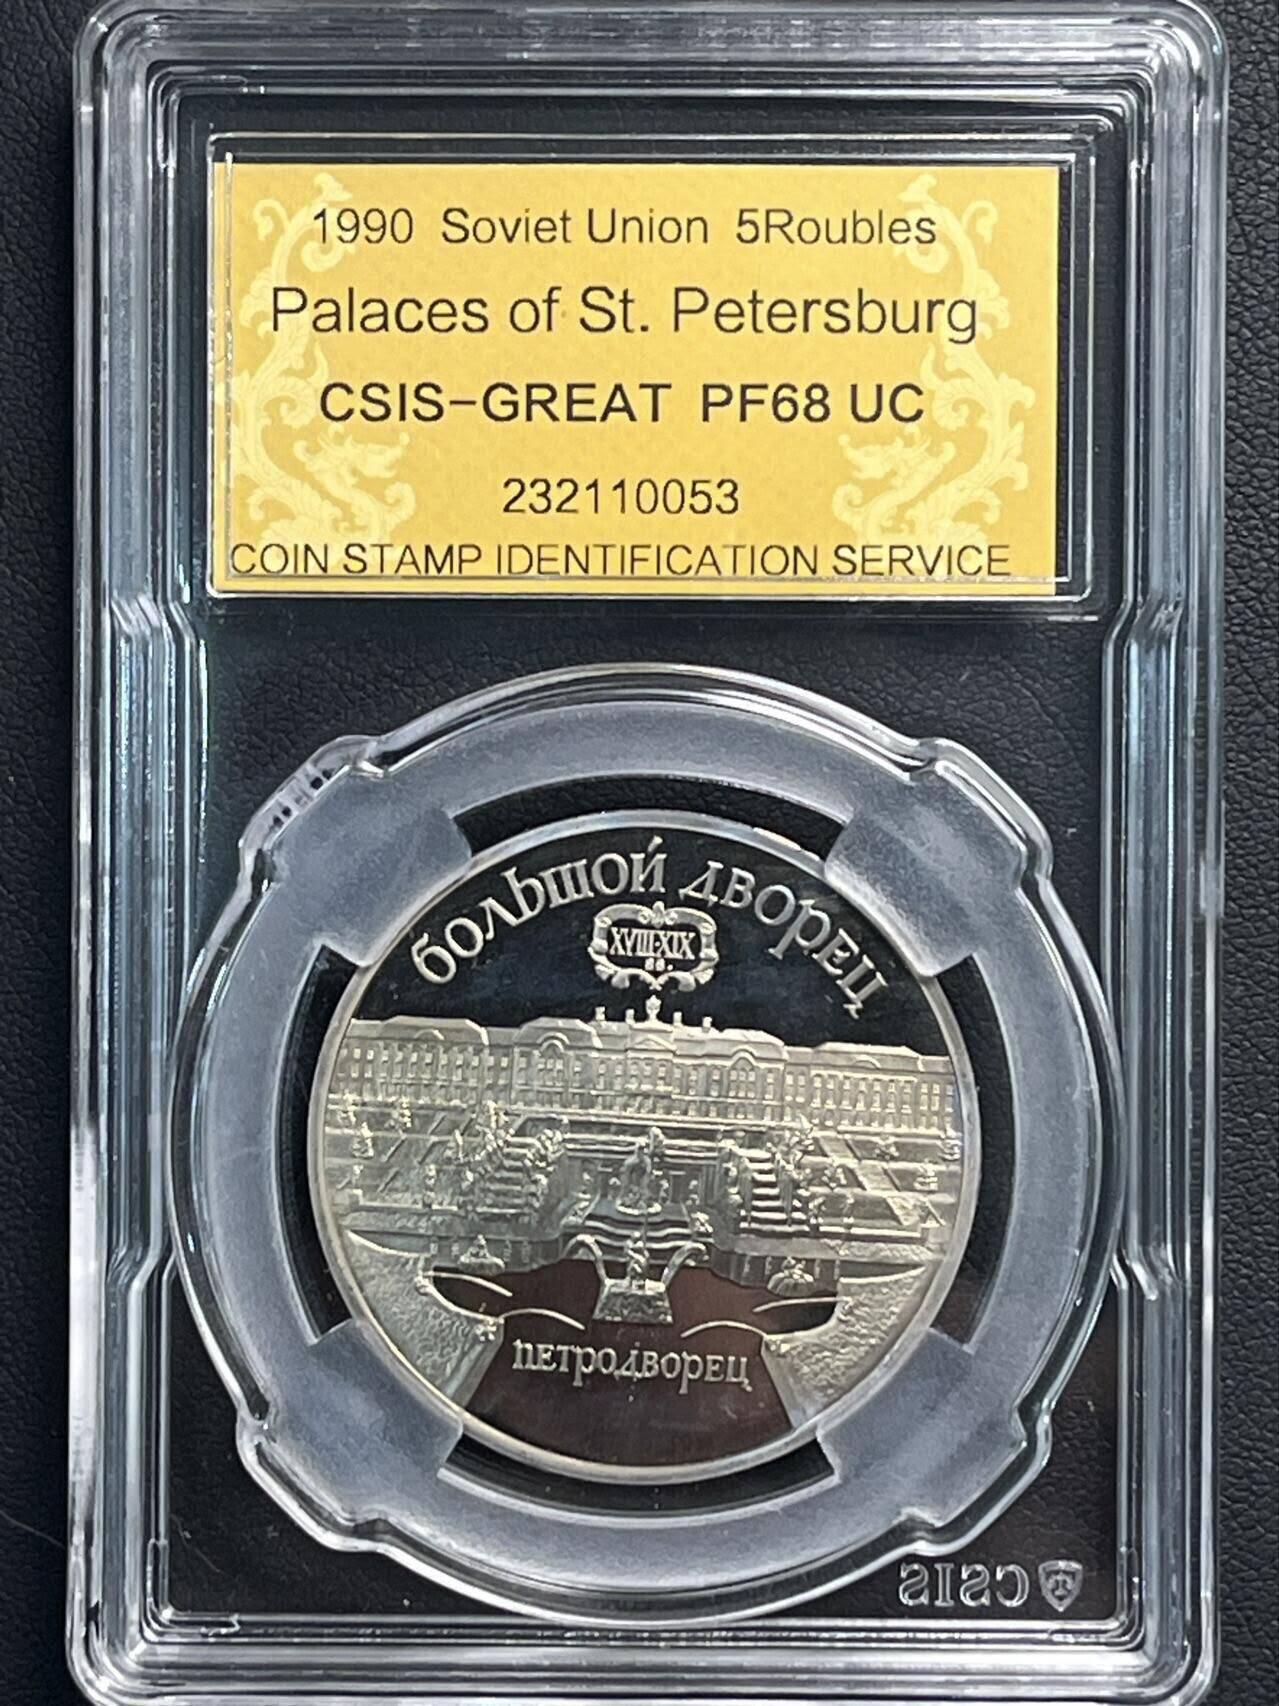 1990 Soviet Union 5Roubles
Palaces of St. Petersburg
CSIS-GREAT PF68 UC
232110053
COIN STAMP IDENTIFICATION SERVICE
БОЛЬШОЙ ДВОРЕЦ
XVIII-XIX
ВВ.
ПЕТРОДВОРЕЦ
CSIS